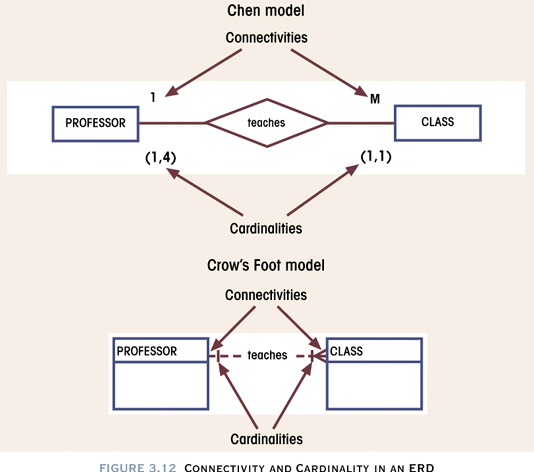 Chen model
Connectivities
1 M
PROFESSOR teaches CLASS
(1,4) (1,1)
Cardinalities
Crow's Foot model
Connectivities
PROFESSOR teaches CLASS
Cardinalities
FIGURE 3.12 CONNECTIVITY AND CARDINALITY IN AN ERD